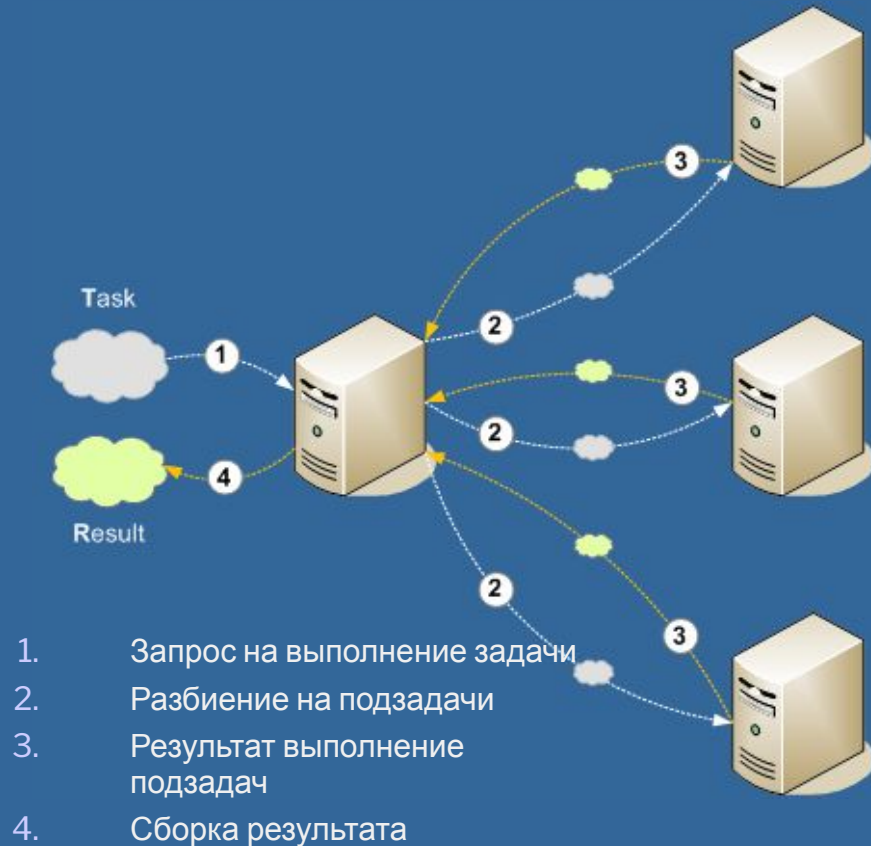 3
2
Task
1
3
2
4
Result
2
3
1. Запрос на выполнение задачи
2. Разбиение на подзадачи
3. Результат выполнение
подзадач
4. Сборка результата